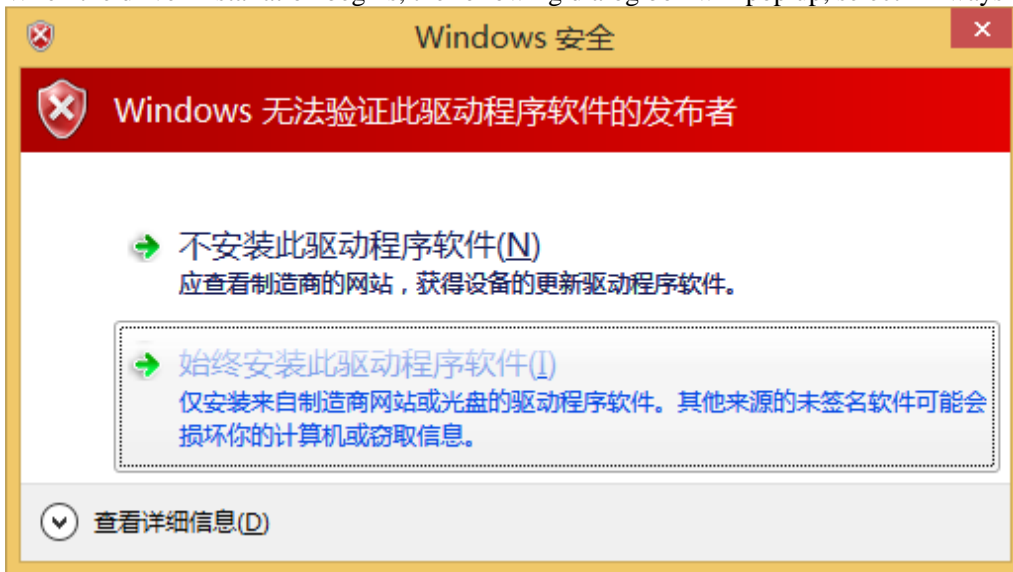 Windows 安全
Windows 无法验证此驱动程序软件的发布者
不安装此驱动程序软件(N)
应查看制造商的网站，获得设备的更新驱动程序软件。
始终安装此驱动程序软件(I)
仅安装来自制造商网站或光盘的驱动程序软件。其他来源的未签名软件可能会
损坏你的计算机或窃取信息。
查看详细信息(D)